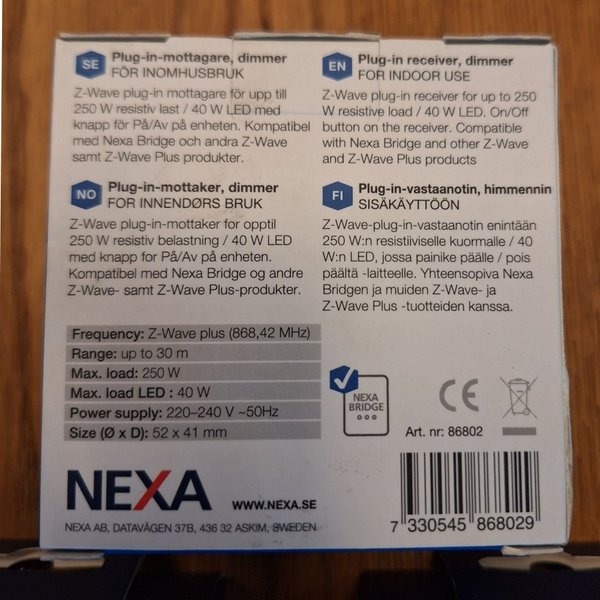 SE
Plug-in-mottagare, dimmer
FÖR INOMHUSBRUK
Z-Wave plug-in mottagare för upp till
250 W resistiv last / 40 W LED med
knapp för På/Av på enheten. Kompatibel
med Nexa Bridge och andra Z-Wave
samt Z-Wave Plus produkter.
EN
Plug-in receiver, dimmer
FOR INDOOR USE
Z-Wave plug-in receiver for up to 250
W resistive load / 40 W LED. On/Off
button on the receiver. Compatible
with Nexa Bridge and other Z-Wave
and Z-Wave Plus products
NO
Plug-in-mottaker, dimmer
FOR INNENDØRS BRUK
Z-Wave plug-in-mottaker for opptil
250 W resistiv belastning / 40 W LED
med knapp for På/Av på enheten.
Kompatibel med Nexa Bridge og andre
Z-Wave- samt Z-Wave Plus-produkter.
FI
Plug-in-vastaanotin, himmennin
SISÄKÄYTTÖÖN
Z-Wave-plug-in-vastaanotin enintään
250 W:n resistiiviselle kuormalle / 40
W:n LED, jossa painike päälle / pois
päältä -laitteelle. Yhteensopiva Nexa
Bridgen ja muiden Z-Wave- ja
Z-Wave Plus -tuotteiden kanssa.
Frequency: Z-Wave plus (868,42 MHz)
Range: up to 30 m
Max. load: 250 W
Max. load LED : 40 W
Power supply: 220–240 V ~50Hz
Size (Ø x D): 52 x 41 mm
NEXA
BRIDGE
CE
Art. nr: 86802
NEXA
WWW.NEXA.SE
NEXA AB, DATAVÄGEN 37B, 436 32 ASKIM, SWEDEN
7 330545 868029